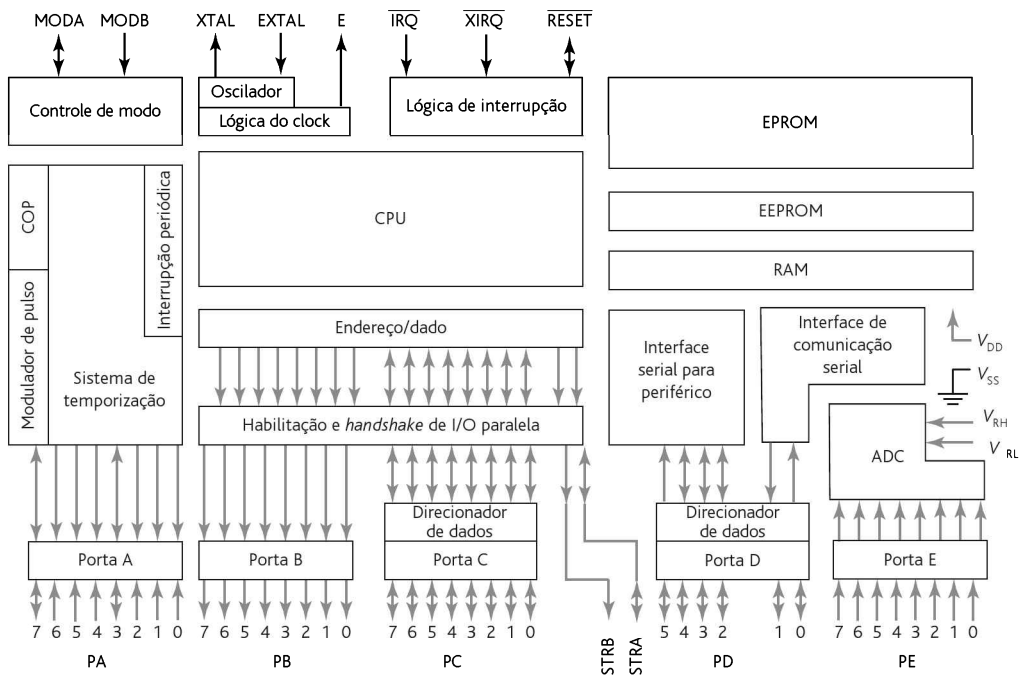 MODA MODB XTAL EXTAL E IRQ XIRQ RESET
Controle de modo
Oscilador
Lógica do clock
Lógica de interrupção
EPROM
COP
Interrupção periódica
CPU
EEPROM
RAM
Modulador de pulso
Sistema de
temporização
Endereço/dado
Habilitação e handshake de I/O paralela
Interface
serial para
periférico
Interface de
comunicação
serial
VDD
VSS
VRH
V RL
ADC
Direcionador
de dados
Direcionador
de dados
Porta A
Porta B
Porta C
Porta D
Porta E
7 6 5 4 3 2 1 0
7 6 5 4 3 2 1 0
7 6 5 4 3 2 1 0
STRB
STRA
5 4 3 2 1 0
7 6 5 4 3 2 1 0
PA
PB
PC
PD
PE